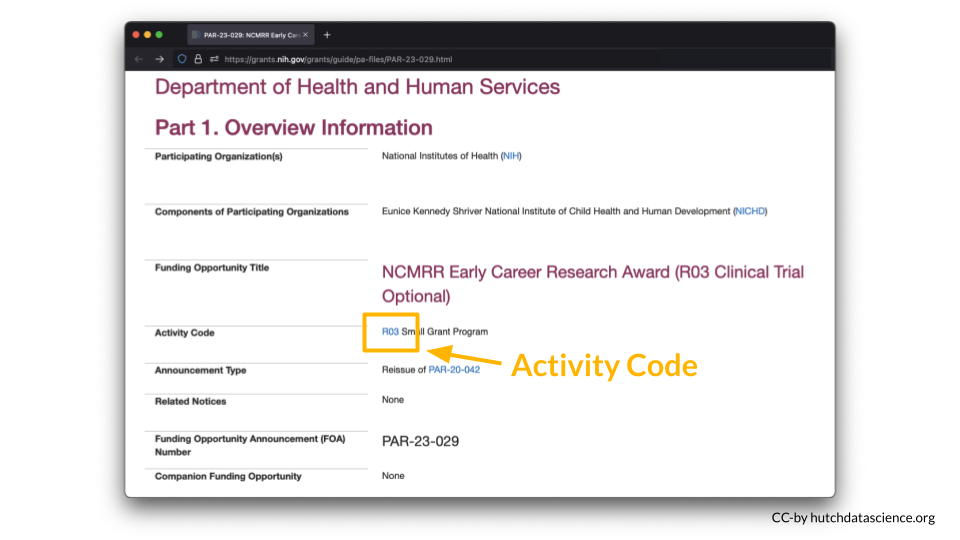 PAR-23-029: NCMRR Early Car
https://grants.nih.gov/grants/guide/pa-files/PAR-23-029.html
Department of Health and Human Services
Part 1. Overview Information
Participating Organization(s)
National Institutes of Health (NIH)
Components of Participating Organizations
Eunice Kennedy Shriver National Institute of Child Health and Human Development (NICHD)
Funding Opportunity Title
NCMRR Early Career Research Award (R03 Clinical Trial
Optional)
Activity Code
R03 Small Grant Program
Activity Code
Announcement Type
Reissue of PAR-20-042
Related Notices
None
Funding Opportunity Announcement (FOA)
Number
PAR-23-029
Companion Funding Opportunity
None
CC-by hutchdatascience.org